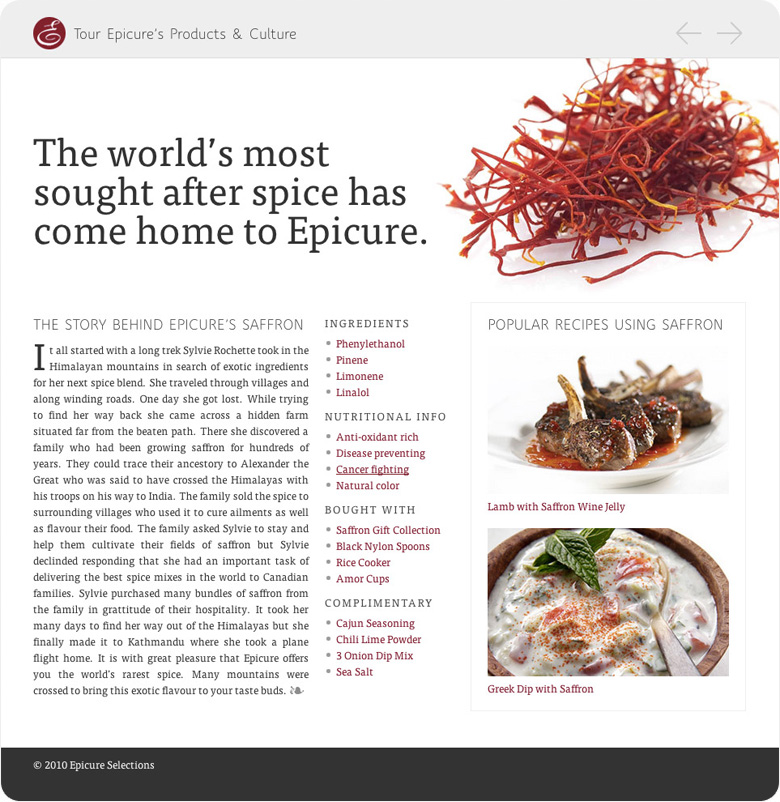 Tour Epicure's Products & Culture
The world's most
sought after spice has
come home to Epicure.
THE STORY BEHIND EPICURE'S SAFFRON
It all started with a long trek Sylvie Rochette took in the
Himalayan mountains in search of exotic ingredients
for her next spice blend. She traveled through villages and
along winding roads. One day she got lost. While trying
to find her way back she came across a hidden farm
situated far from the beaten path. There she discovered a
family who had been growing saffron for hundreds of
years. They could trace their ancestory to Alexander the
Great who was said to have crossed the Himalayas with
his troops on his way to India. The family sold the spice to
surrounding villages who used it to cure ailments as well
as flavour their food. The family asked Sylvie to stay and
help them cultivate their fields of saffron but Sylvie
declinded responding that she had an important task of
delivering the best spice mixes in the world to Canadian
families. Sylvie purchased many bundles of saffron from
the family in grattitude of their hospitality. It took her
many days to find her way out of the Himalayas but she
finally made it to Kathmandu where she took a plane
flight home. It is with great pleasure that Epicure offers
you the world's rarest spice. Many mountains were
crossed to bring this exotic flavour to your taste buds.
INGREDIENTS
Phenylethanol
Pinene
Limonene
Linalol
NUTRITIONAL INFO
Anti-oxidant rich
Disease preventing
Cancer fighting
Natural color
BOUGHT WITH
Saffron Gift Collection
Black Nylon Spoons
Rice Cooker
Amor Cups
COMPLIMENTARY
Cajun Seasoning
Chili Lime Powder
3 Onion Dip Mix
Sea Salt
POPULAR RECIPES USING SAFFRON
Lamb with Saffron Wine Jelly
Greek Dip with Saffron
© 2010 Epicure Selections